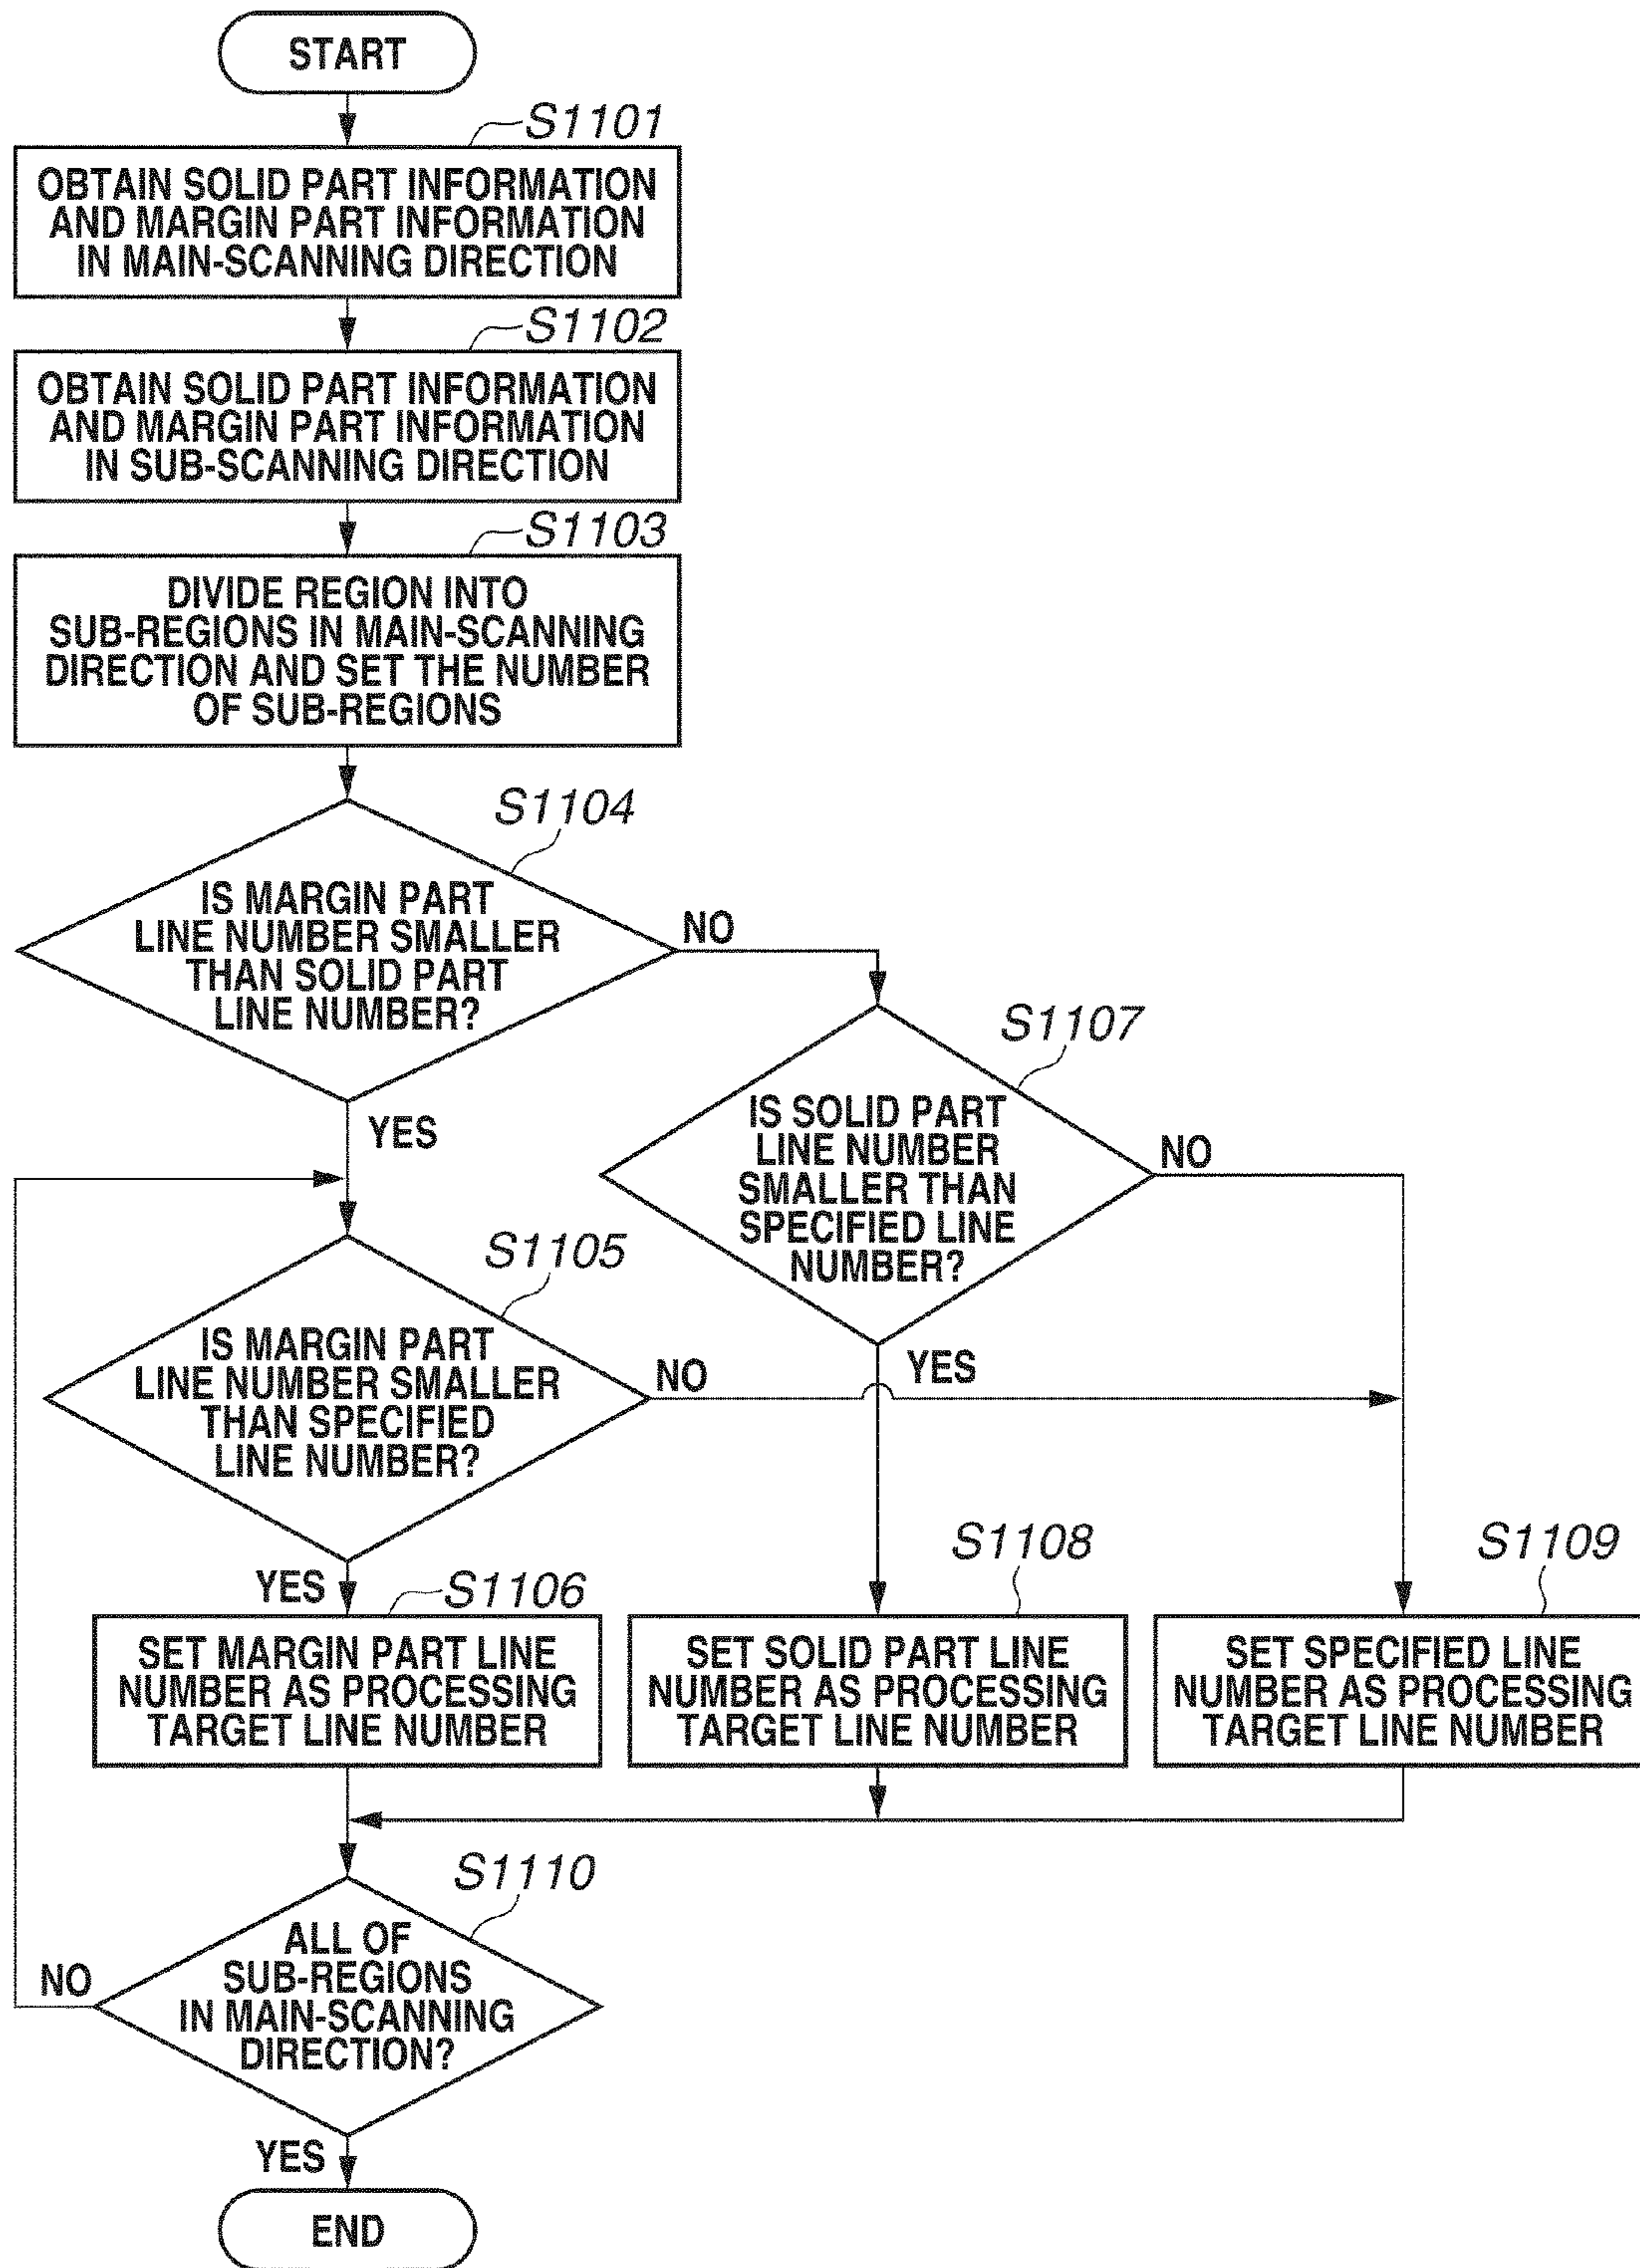 START
S1101
OBTAIN SOLID PART INFORMATION
AND MARGIN PART INFORMATION
IN MAIN-SCANNING DIRECTION
S1102
OBTAIN SOLID PART INFORMATION
AND MARGIN PART INFORMATION
IN SUB-SCANNING DIRECTION
S1103
DIVIDE REGION INTO
SUB-REGIONS IN MAIN-SCANNING
DIRECTION AND SET THE NUMBER
OF SUB-REGIONS
S1104
IS MARGIN PART
LINE NUMBER SMALLER
THAN SOLID PART
LINE NUMBER?
NO
YES
S1107
IS SOLID PART
LINE NUMBER
SMALLER THAN
SPECIFIED LINE
NUMBER?
NO
YES
S1105
IS MARGIN PART
LINE NUMBER SMALLER
THAN SPECIFIED
LINE NUMBER?
NO
YES
S1106
SET MARGIN PART LINE
NUMBER AS PROCESSING
TARGET LINE NUMBER
S1108
SET SOLID PART LINE
NUMBER AS PROCESSING
TARGET LINE NUMBER
S1109
SET SPECIFIED LINE
NUMBER AS PROCESSING
TARGET LINE NUMBER
S1110
ALL OF
SUB-REGIONS
IN MAIN-SCANNING
DIRECTION?
NO
YES
END